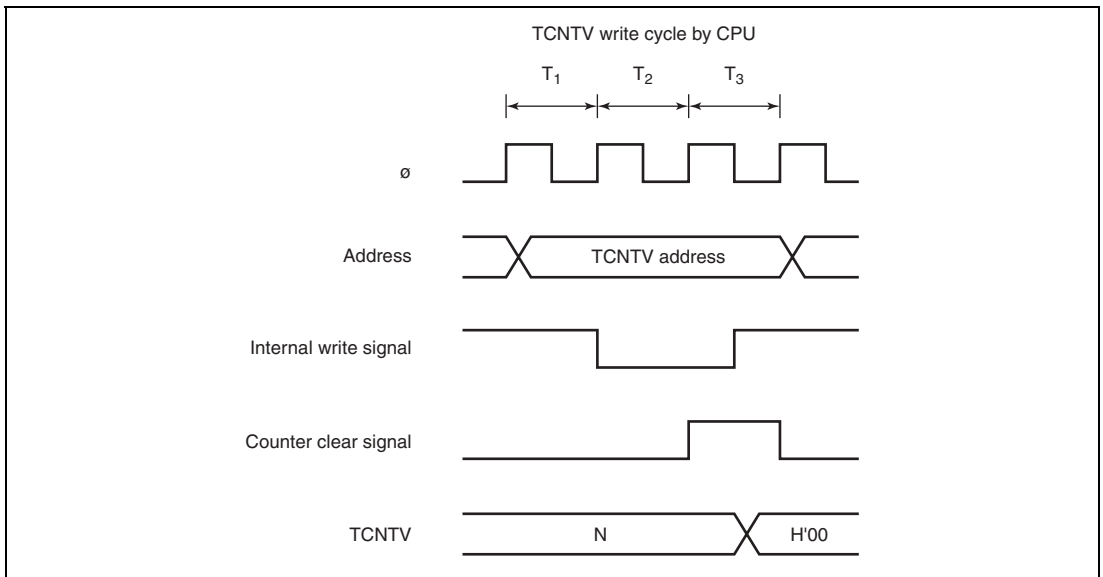 TCNTV write cycle by CPU
T₁ T₂ T₃
ø
Address TCNTV address
Internal write signal
Counter clear signal
TCNTV N H'00